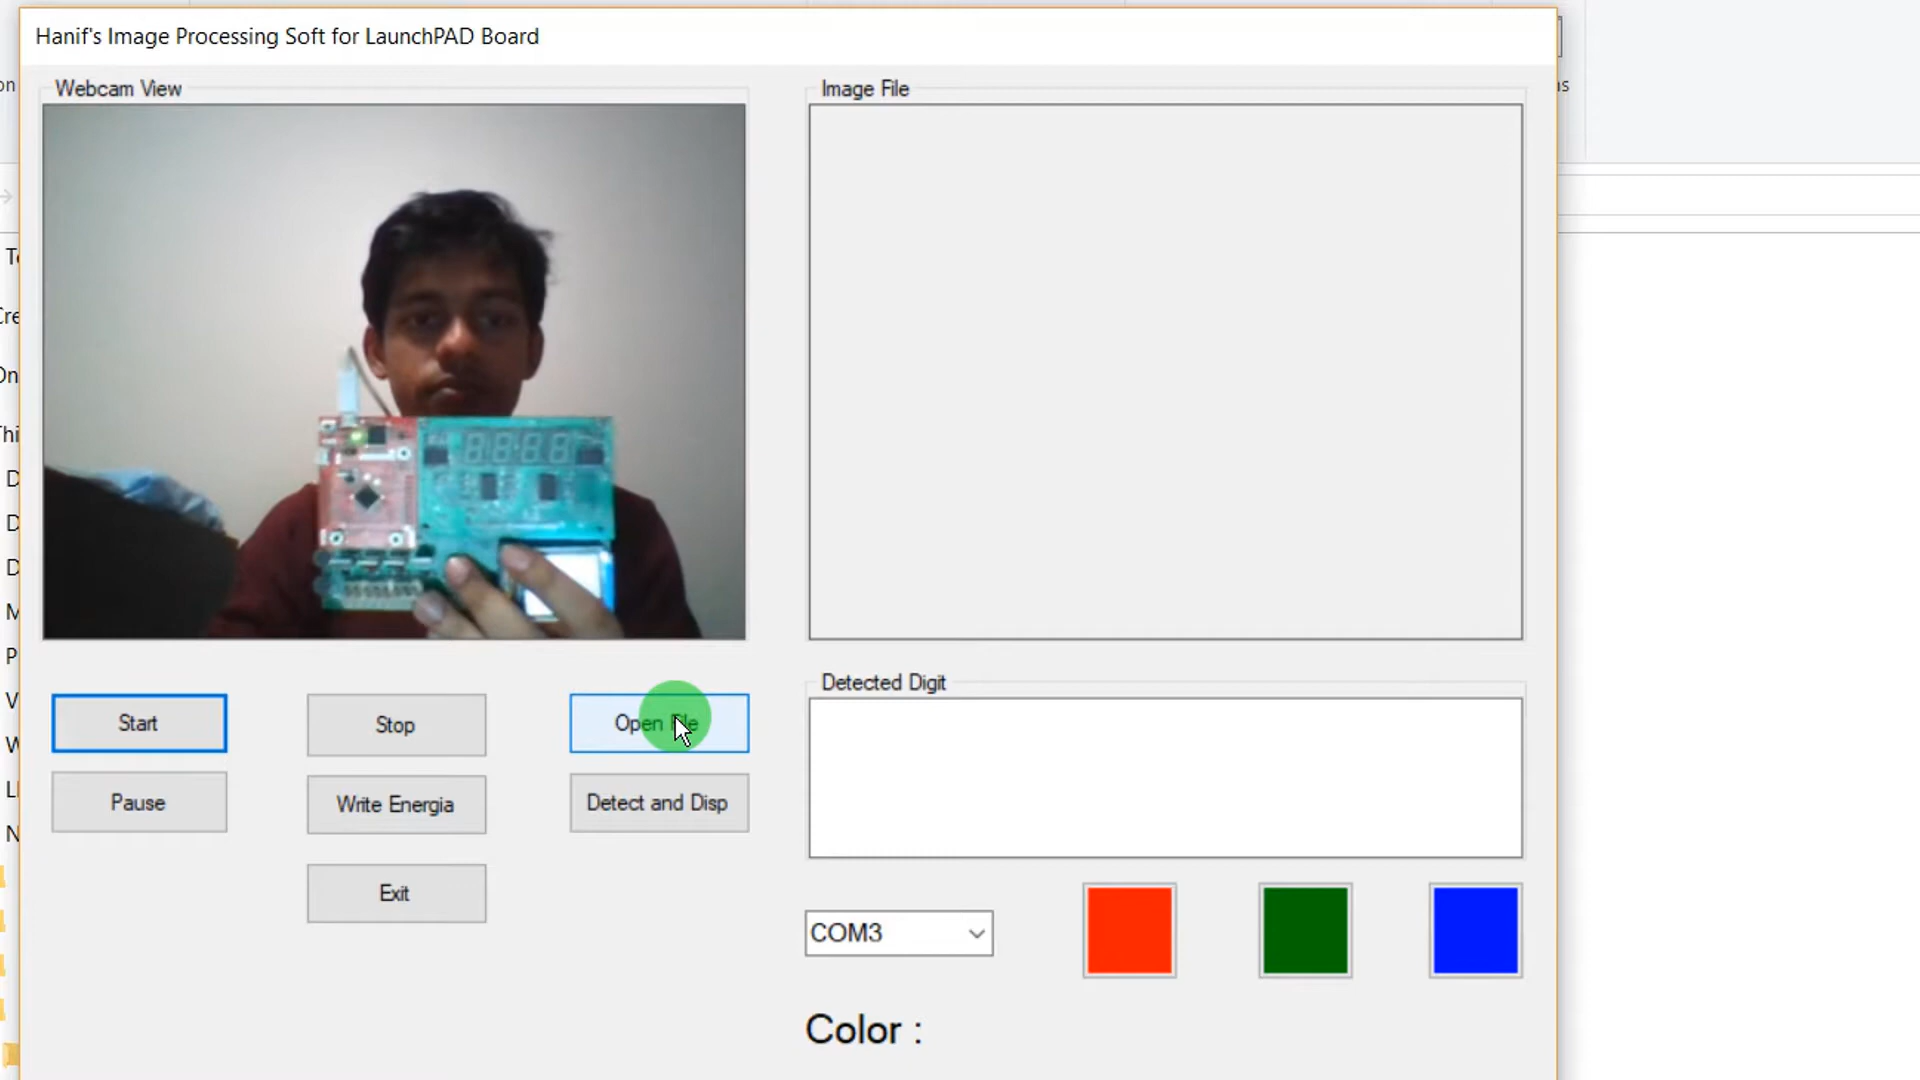 Hanif's Image Processing Soft for LaunchPAD Board
Webcam View
Image File
Detected Digit
Start
Stop
Open File
Pause
Write Energia
Detect and Disp
Exit
COM3
Color :